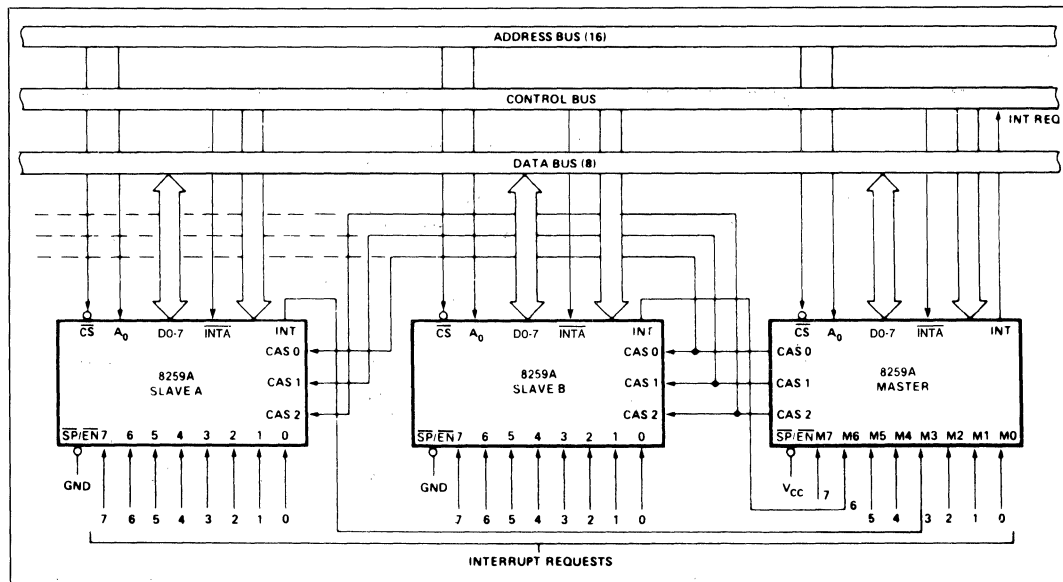 ADDRESS BUS (16)
CONTROL BUS
INT REQ
DATA BUS (8)
CS A0 D0-7 INTA INT
CAS 0
8259A
SLAVE A
CAS 1
CAS 2
SP/EN 7 6 5 4 3 2 1 0
GND
7 6 5 4 3 2 1 0
CS A0 D0-7 INTA INT
CAS 0
8259A
SLAVE B
CAS 1
CAS 2
SP/EN 7 6 5 4 3 2 1 0
GND
7 6 5 4 3 2 1 0
CS A0 D0-7 INTA INT
CAS 0
8259A
MASTER
CAS 1
CAS 2
SP/EN M7 M6 M5 M4 M3 M2 M1 M0
VCC
7 6 5 4 3 2 1 0
INTERRUPT REQUESTS